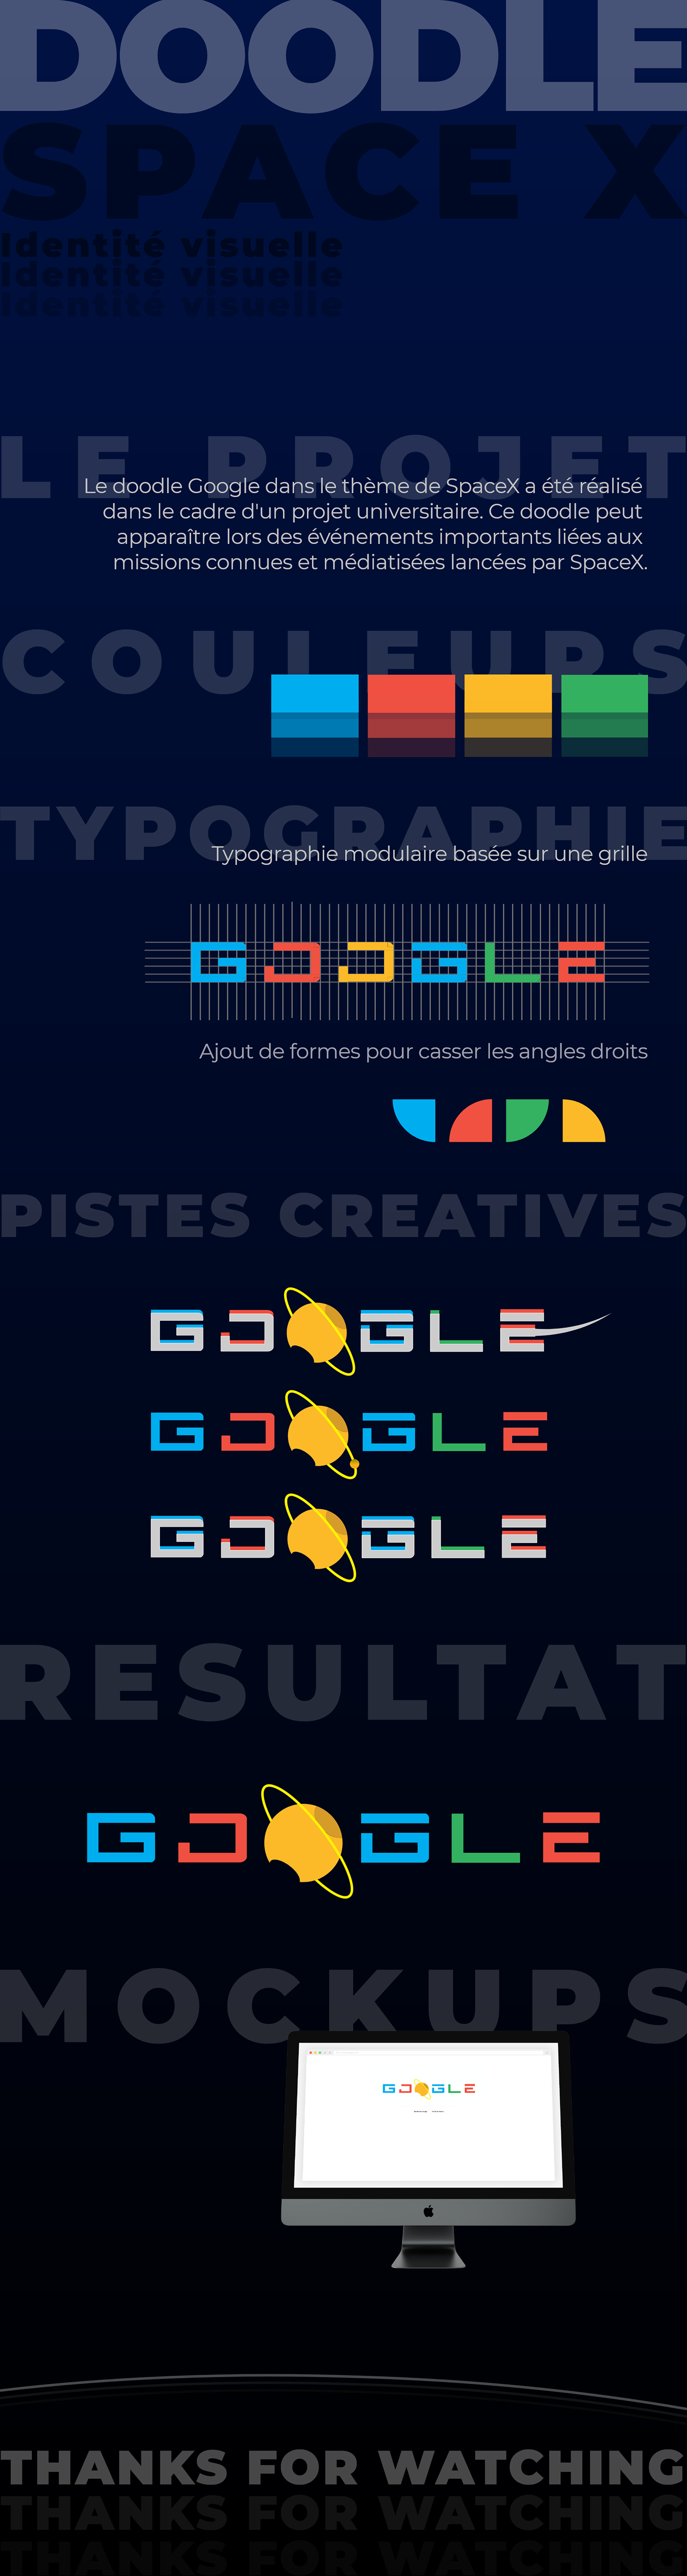 DOODLE
SPACE X
Identité visuelle
Identité visuelle
Identité visuelle
LE PROJET
Le doodle Google dans le thème de SpaceX a été réalisé
dans le cadre d'un projet universitaire. Ce doodle peut
apparaître lors des événements importants liées aux
missions connues et médiatisées lancées par SpaceX.
COULEURS
TYPOGRAPHIE
Typographie modulaire basée sur une grille
GOOGLE
Ajout de formes pour casser les angles droits
PISTES CREATIVES
GOOGLE
GOOGLE
GOOGLE
RESULTAT
GOOGLE
MOCKUPS
GOOGLE
THANKS FOR WATCHING
THANKS FOR WATCHING
THANKS FOR WATCHING